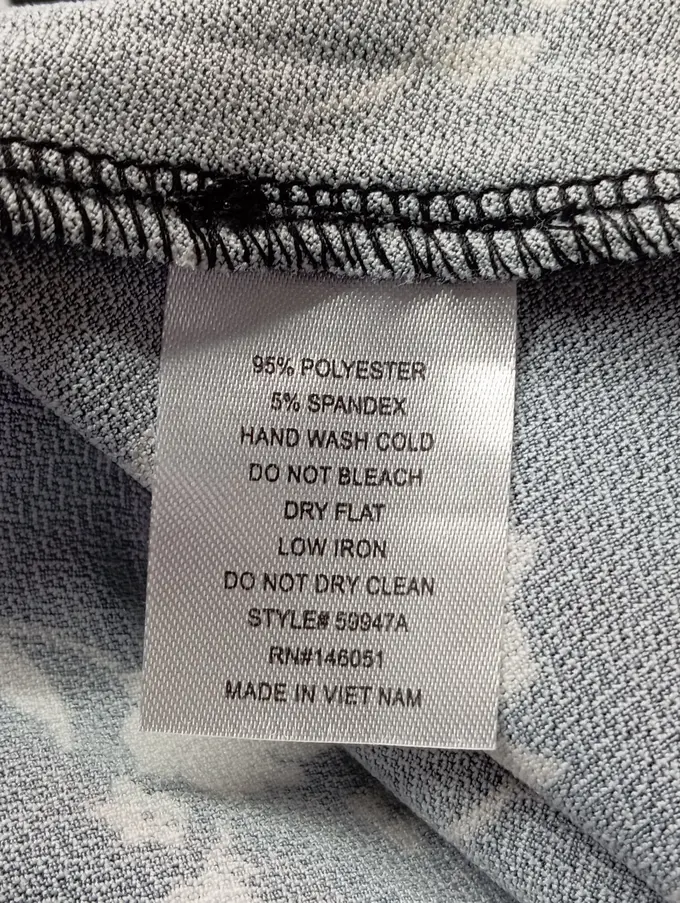 95% POLYESTER
5% SPANDEX
HAND WASH COLD
DO NOT BLEACH
DRY FLAT
LOW IRON
DO NOT DRY CLEAN
STYLE# 59947A
RN#146051
MADE IN VIET NAM